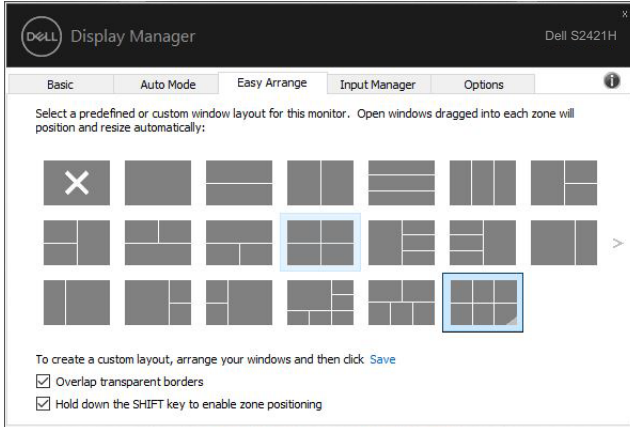 x
DELL Display Manager Dell S2421H
Basic Auto Mode Easy Arrange Input Manager Options i
Select a predefined or custom window layout for this monitor. Open windows dragged into each zone will
position and resize automatically:
>
To create a custom layout, arrange your windows and then click Save
Overlap transparent borders
Hold down the SHIFT key to enable zone positioning